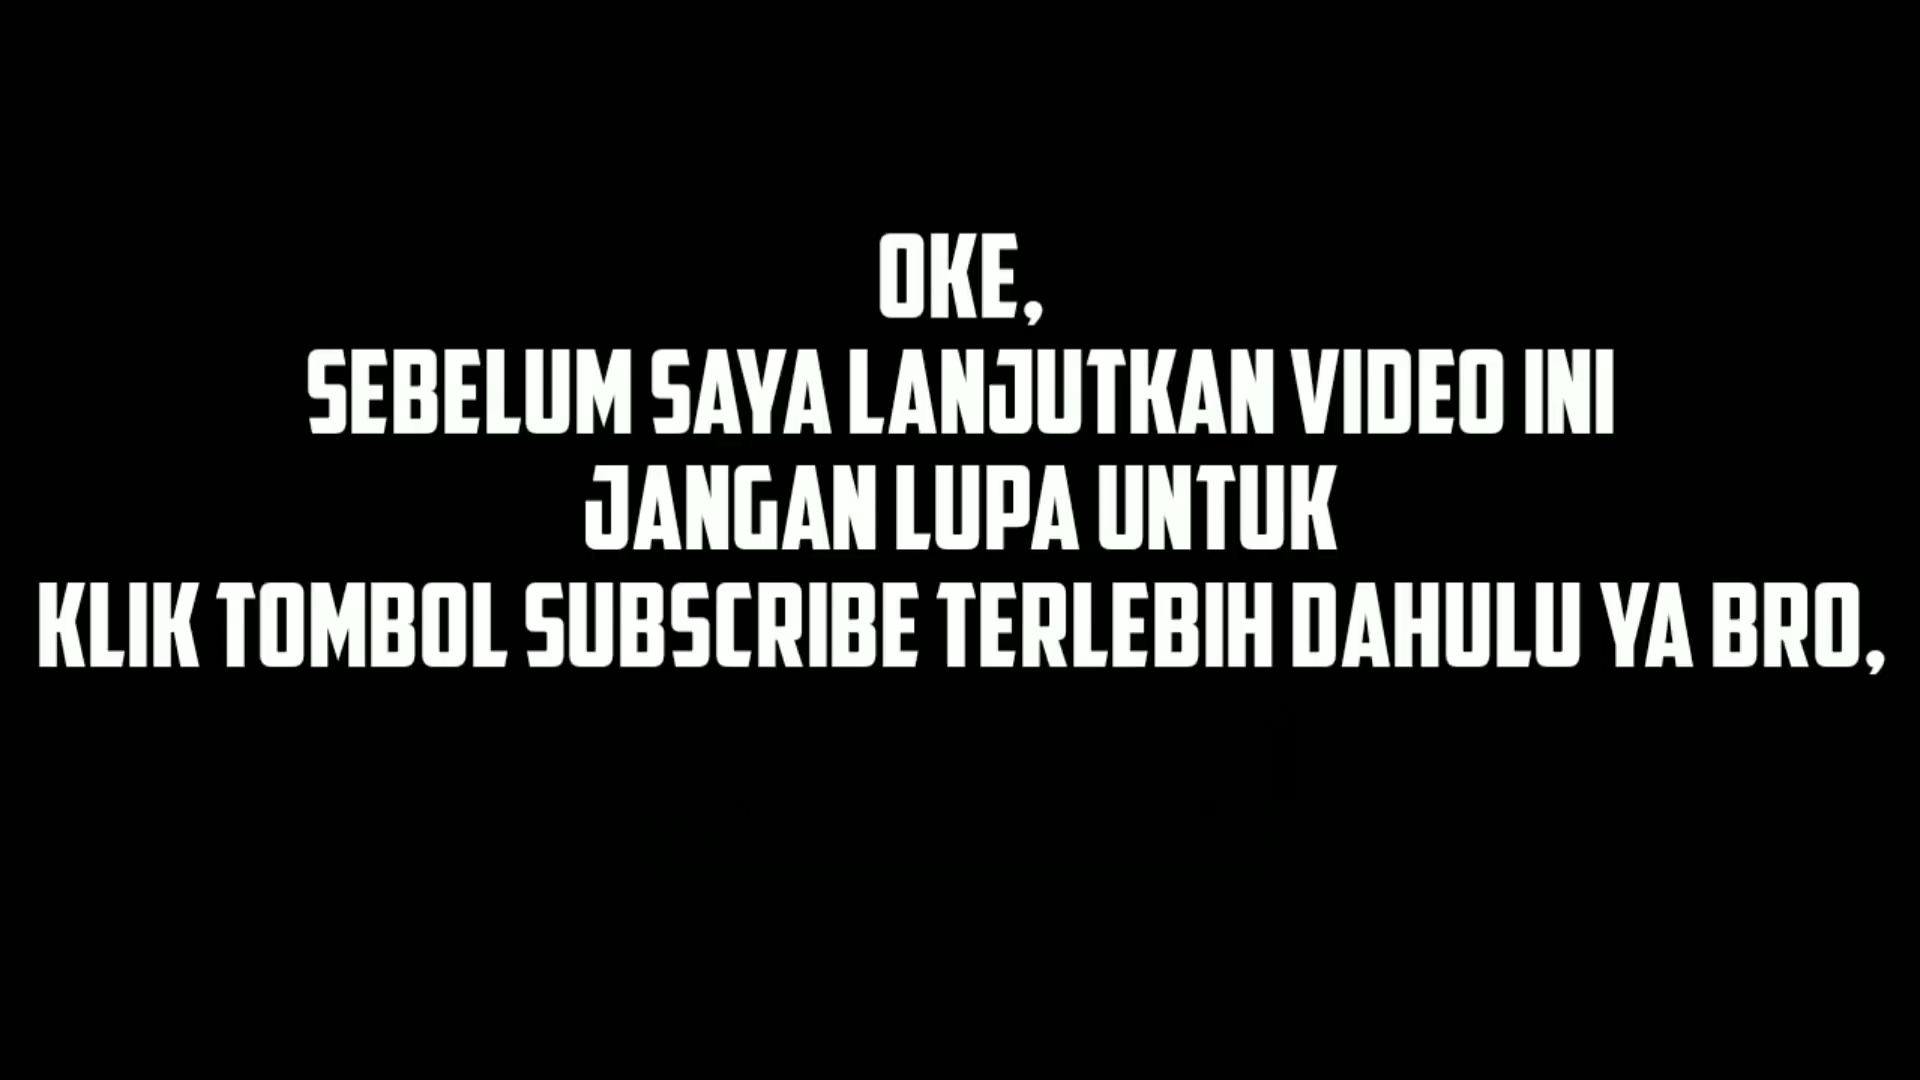 OKE,
SEBELUM SAYA LANJUTKAN VIDEO INI
JANGAN LUPA UNTUK
KLIK TOMBOL SUBSCRIBE TERLEBIH DAHULU YA BRO,